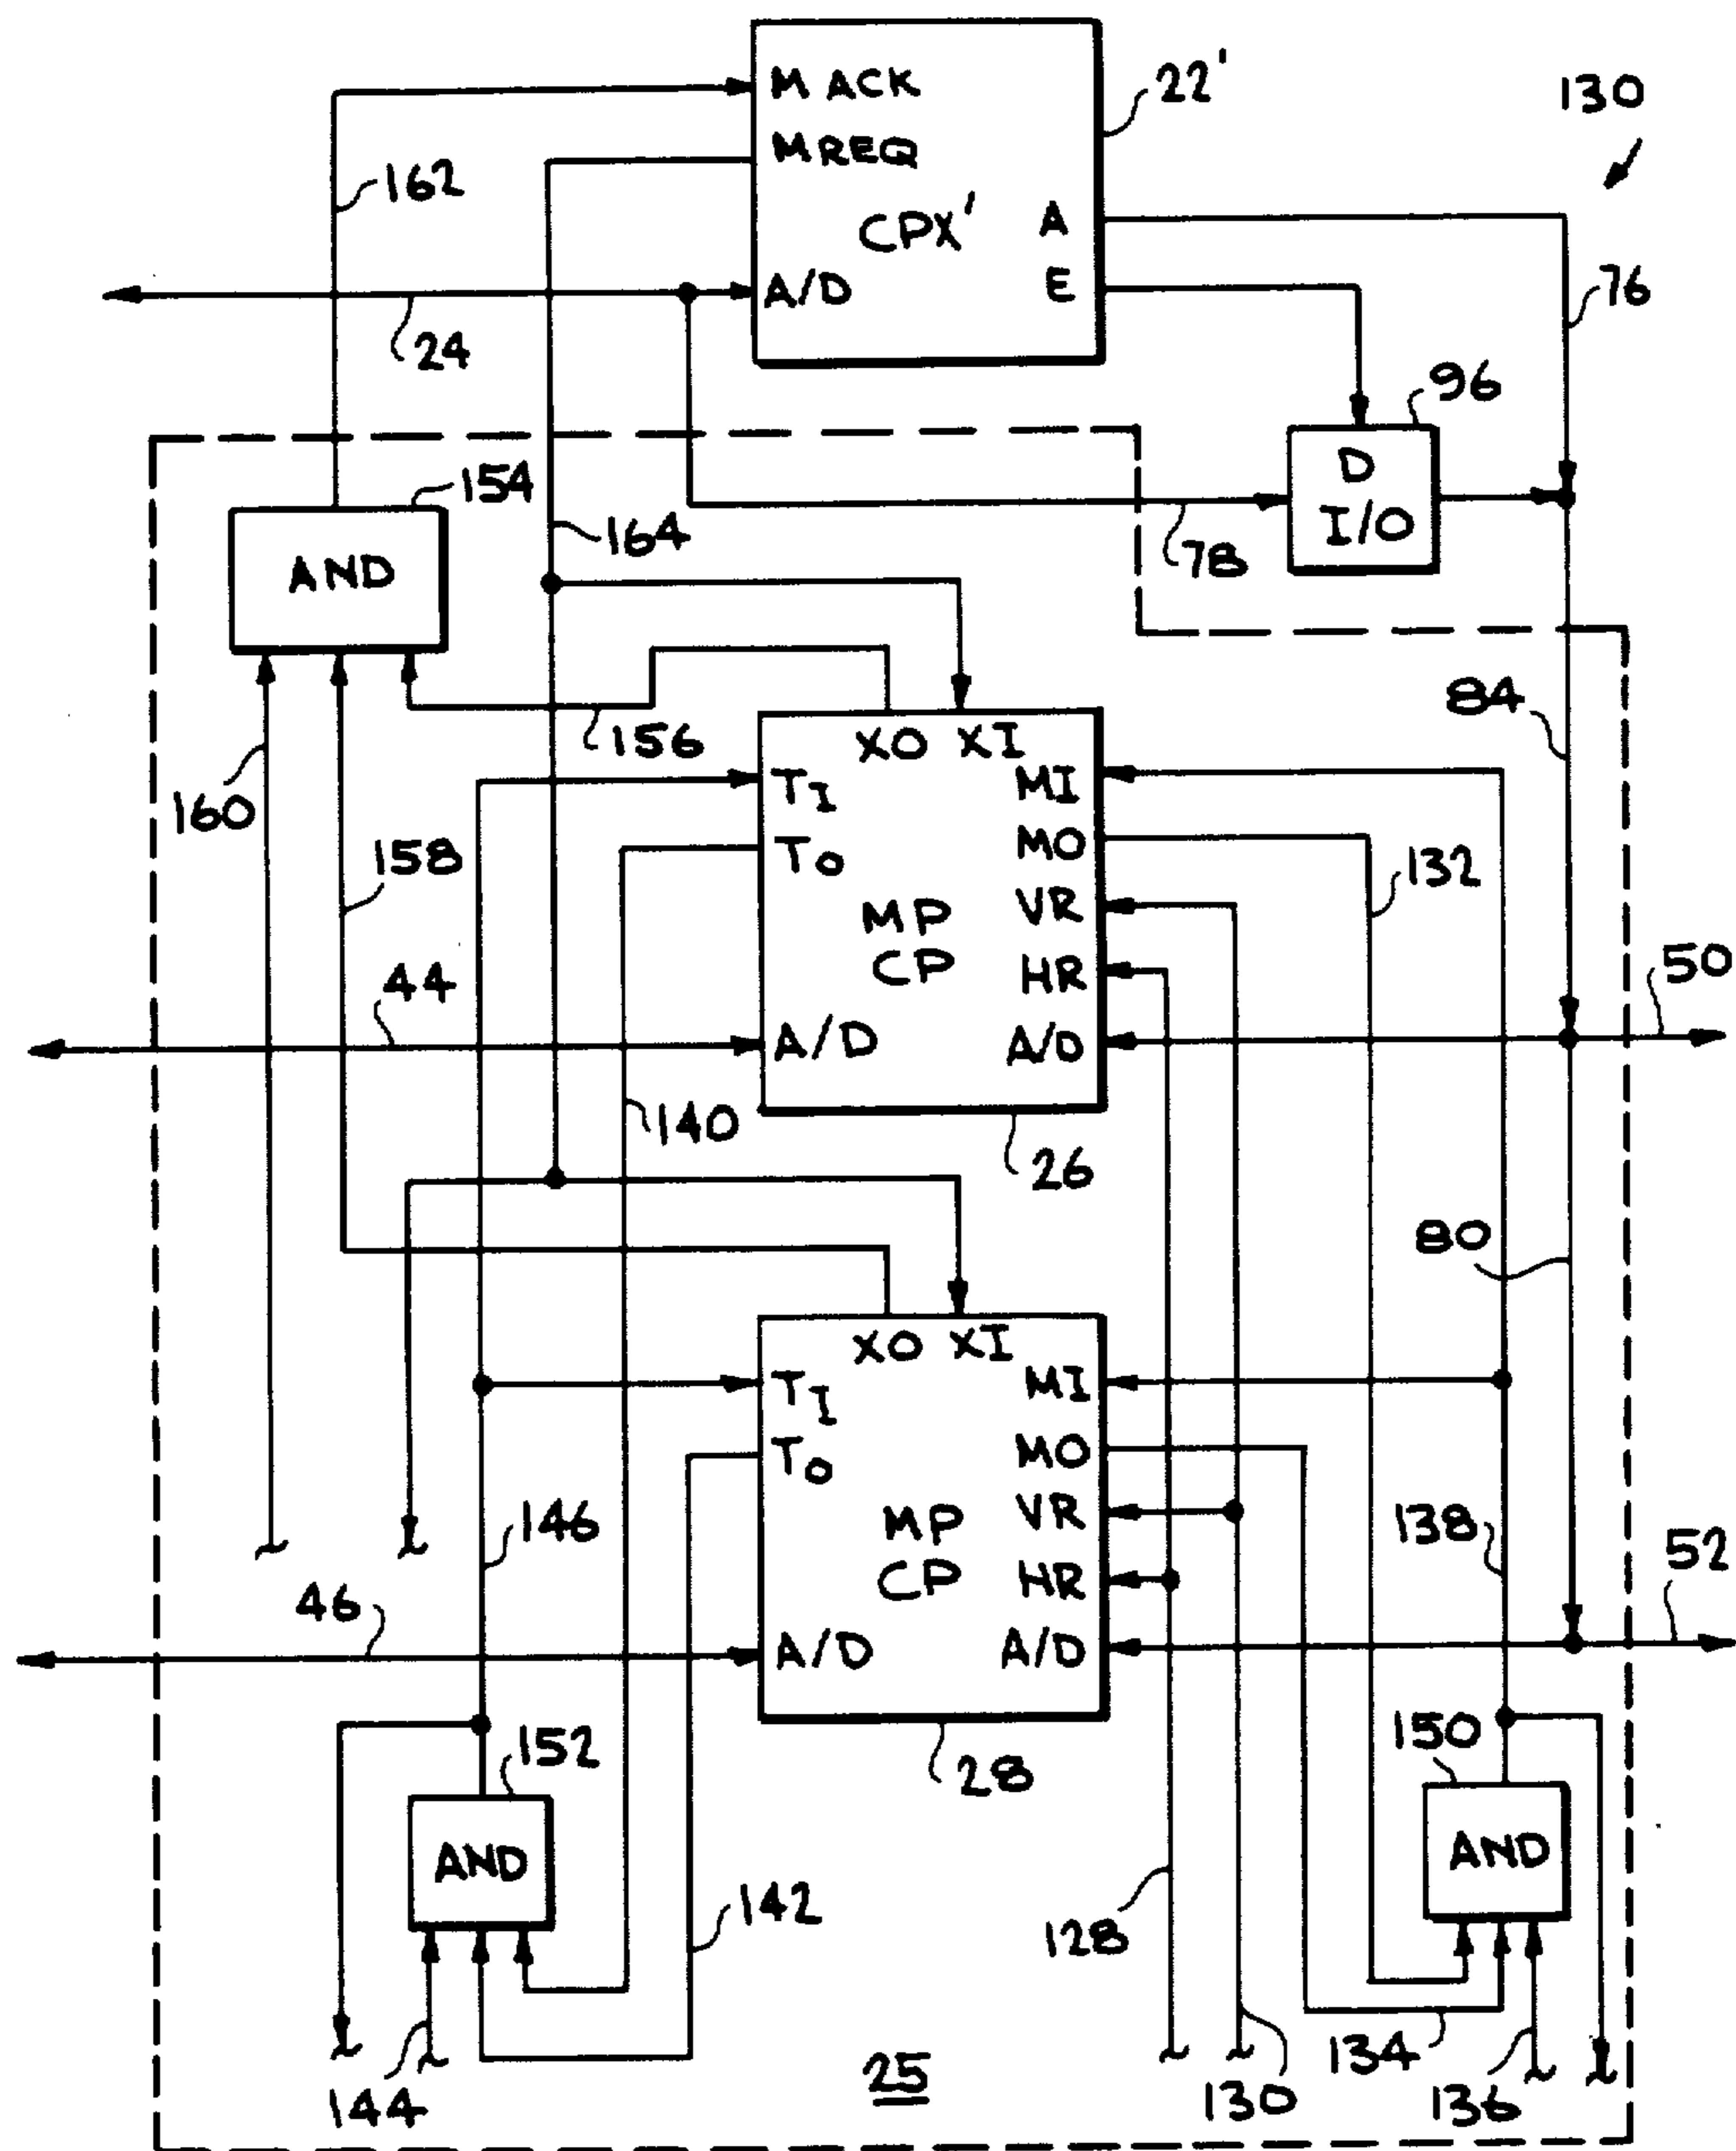 M ACK
22'
130
MREQ
162
CPX'
A
A/D
E
76
24
96
D
I/O
154
AND
164
78
84
XO XI
156
160
TI
MI
TO
MO
158
132
MP
VR
CP
HR
50
44
A/D
A/D
140
26
80
XO XI
TI
MI
TO
MO
146
138
MP
VR
52
CP
HR
46
A/D
A/D
152
28
150
AND
AND
142
128
134
144
25
130
136